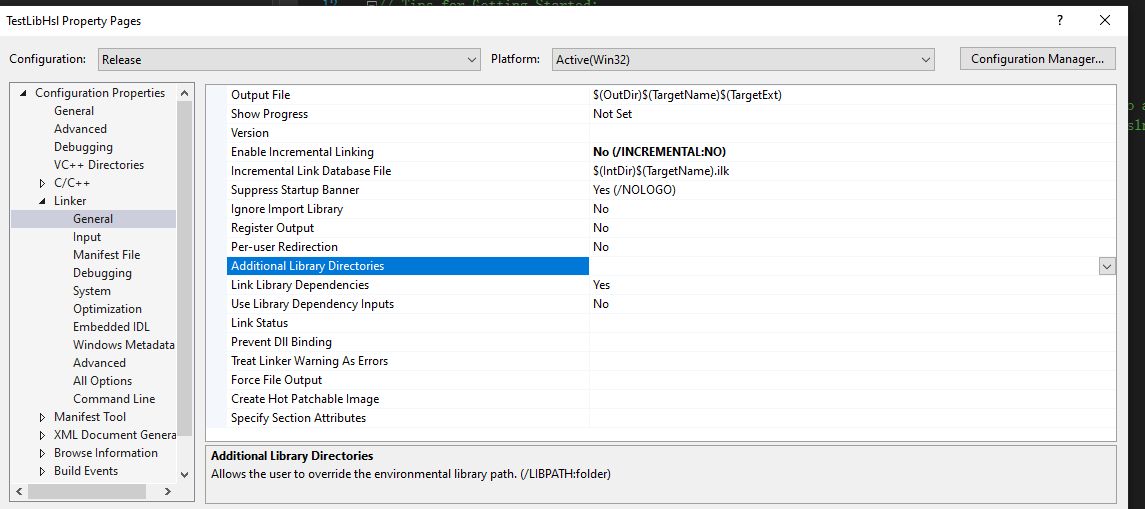 12 // Tips for Getting Started:
TestLibHsl Property Pages ? ×
Configuration: Release Platform: Active(Win32) Configuration Manager...
Configuration Properties
General
Advanced
Debugging
VC++ Directories
C/C++
Linker
General
Input
Manifest File
Debugging
System
Optimization
Embedded IDL
Windows Metadata
Advanced
All Options
Command Line
Manifest Tool
XML Document Genera
Browse Information
Build Events
Output File $(OutDir)$(TargetName)$(TargetExt)
Show Progress Not Set
Version
Enable Incremental Linking No (/INCREMENTAL:NO)
Incremental Link Database File $(IntDir)$(TargetName).ilk
Suppress Startup Banner Yes (/NOLOGO)
Ignore Import Library No
Register Output No
Per-user Redirection No
Additional Library Directories
Link Library Dependencies Yes
Use Library Dependency Inputs No
Link Status
Prevent Dll Binding
Treat Linker Warning As Errors
Force File Output
Create Hot Patchable Image
Specify Section Attributes
Additional Library Directories
Allows the user to override the environmental library path. (/LIBPATH:folder)